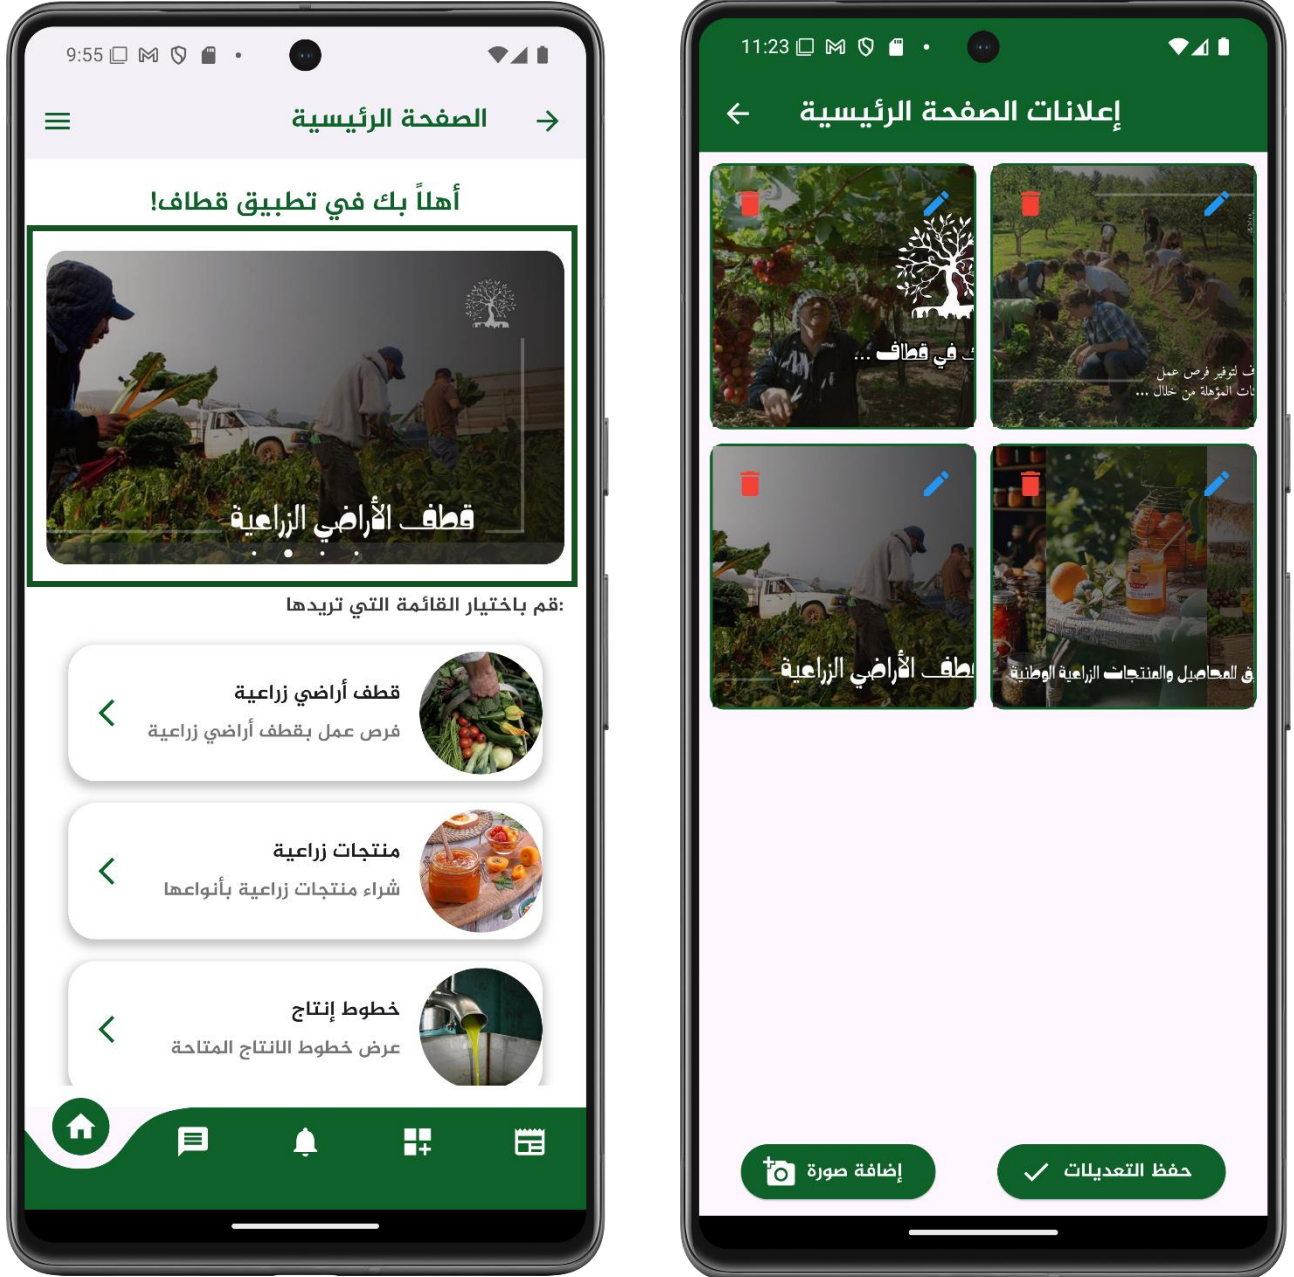 9:55
الصفحة الرئيسية
أهلاً بك في تطبيق قطاف!
قطف الأراضي الزراعية
قم باختيار القائمة التي تريدها:
قطف أراضي زراعية
فرص عمل بقطف أراضي زراعية
منتجات زراعية
شراء منتجات زراعية بأنواعها
خطوط إنتاج
عرض خطوط الانتاج المتاحة
11:23
إعلانات الصفحة الرئيسية
ك في قطاف ...
ف لتوفير فرص عمل
ات المؤهلة من خلال ...
طف الأراضي الزراعية
ق للمحاصيل والمنتجات الزراعية الوطنية
حفظ التعديلات
إضافة صورة